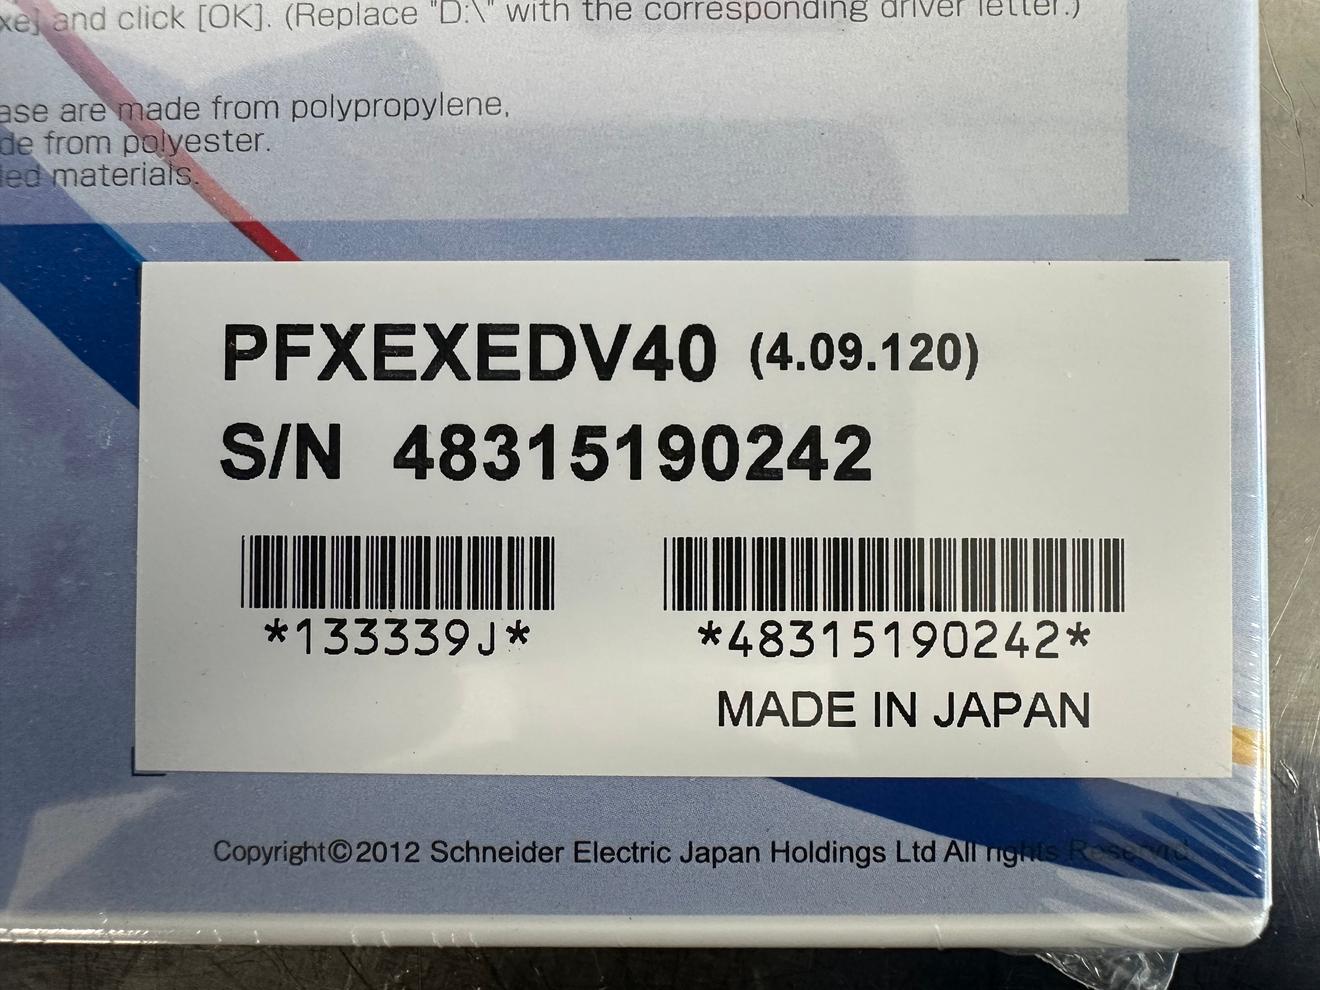 xe] and click [OK]. (Replace "D:\" with the corresponding driver letter.)
ase are made from polypropylene,
de from polyester.
led materials.
PFXEXEDV40 (4.09.120)
S/N 48315190242
*133339J* *48315190242*
MADE IN JAPAN
Copyright©2012 Schneider Electric Japan Holdings Ltd All rights Reservrd.